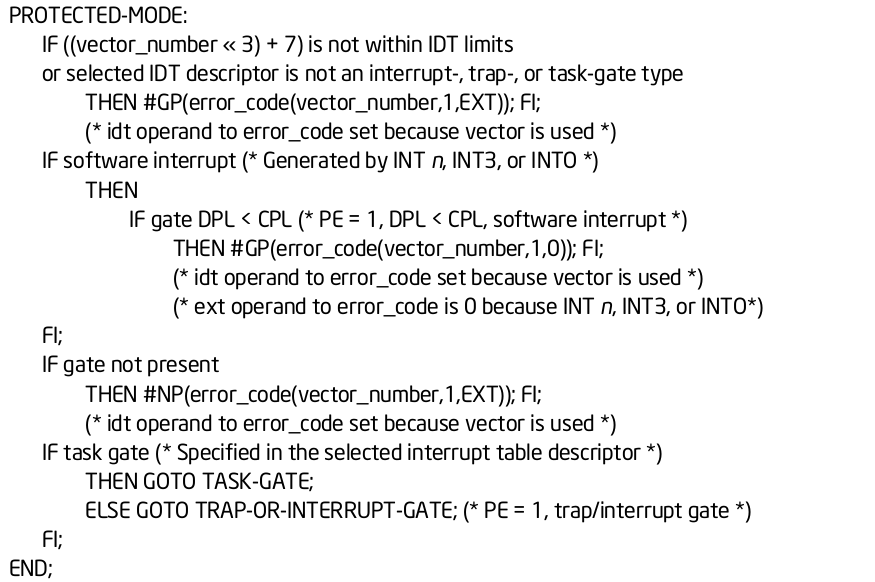 PROTECTED-MODE:
IF ((vector_number « 3) + 7) is not within IDT limits
or selected IDT descriptor is not an interrupt-, trap-, or task-gate type
THEN #GP(error_code(vector_number,1,EXT)); FI;
(* idt operand to error_code set because vector is used *)
IF software interrupt (* Generated by INT n, INT3, or INTO *)
THEN
IF gate DPL < CPL (* PE = 1, DPL < CPL, software interrupt *)
THEN #GP(error_code(vector_number,1,0)); FI;
(* idt operand to error_code set because vector is used *)
(* ext operand to error_code is 0 because INT n, INT3, or INTO*)
FI;
IF gate not present
THEN #NP(error_code(vector_number,1,EXT)); FI;
(* idt operand to error_code set because vector is used *)
IF task gate (* Specified in the selected interrupt table descriptor *)
THEN GOTO TASK-GATE;
ELSE GOTO TRAP-OR-INTERRUPT-GATE; (* PE = 1, trap/interrupt gate *)
FI;
END;